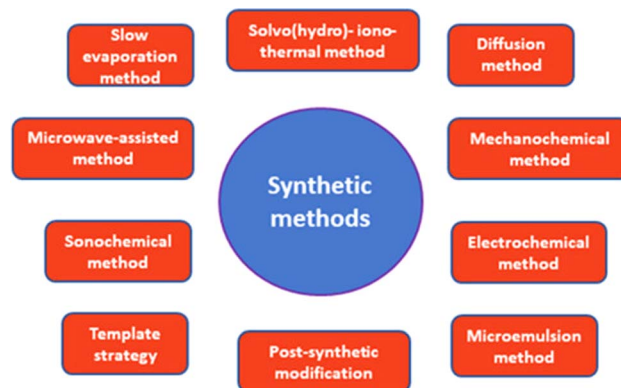 Slow
evaporation
method
Solvo(hydro)- iono-
thermal method
Diffusion
method
Microwave-assisted
method
Mechanochemical
method
Synthetic
methods
Sonochemical
method
Electrochemical
method
Template
strategy
Post-synthetic
modification
Microemulsion
method